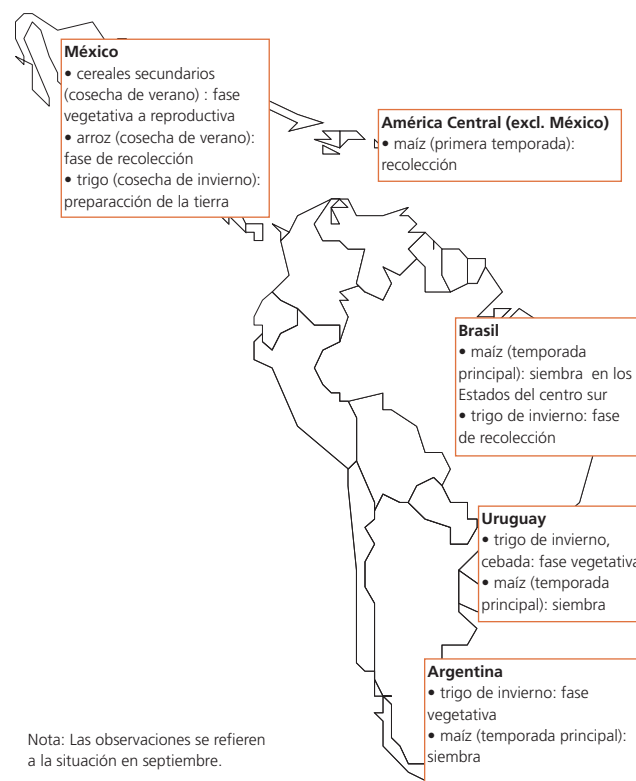 México
• cereales secundarios
(cosecha de verano) : fase
vegetativa a reproductiva
• arroz (cosecha de verano):
fase de recolección
• trigo (cosecha de invierno):
preparacción de la tierra
América Central (excl. México)
• maíz (primera temporada):
recolección
Brasil
• maíz (temporada
principal): siembra en los
Estados del centro sur
• trigo de invierno: fase
de recolección
Uruguay
• trigo de invierno,
cebada: fase vegetativa
• maíz (temporada
principal): siembra
Argentina
• trigo de invierno: fase
vegetativa
• maíz (temporada principal):
siembra
Nota: Las observaciones se refieren
a la situación en septiembre.